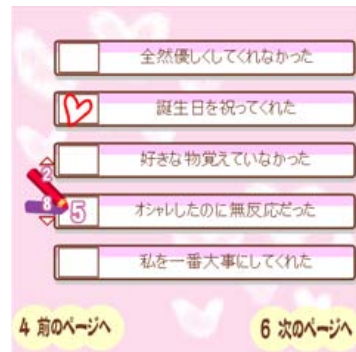 全然優しくしてくれなかった
誕生日を祝ってくれた
好きな物覚えていなかった
2
8
5 オシャレしたのに無反応だった
私を一番大事にしてくれた
4 前のページへ
6 次のページへ